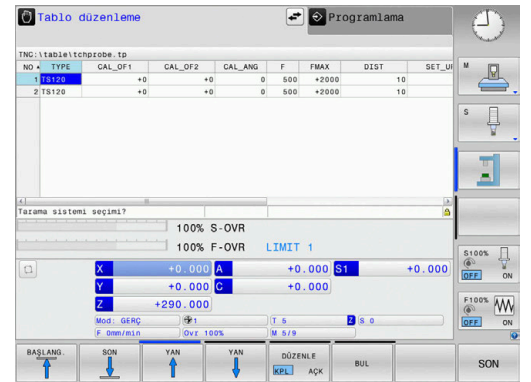 Tablo düzenleme
Programlama
TNC:\table\tchprobe.tp
NO TYPE CAL_OF1 CAL_OF2 CAL_ANG F FMAX DIST SET_UP
1 TS120 +0 +0 0 500 +2000 10
2 TS120 +0 +0 0 500 +2000 10
Tarama sistemi seçimi?
100% S-OVR
100% F-OVR LIMIT 1
X +0.000 A +0.000 S1 +0.000
Y +0.000 C +0.000
Z +290.000
Mod: GERÇ 1 T 5 Z S 0
F 0mm/min Ovr 100% M 5/9
M
S
S100%
OFF ON
F100%
OFF ON
BAŞLANG. SON YAN YAN DÜZENLE BUL SON
KPL AÇK